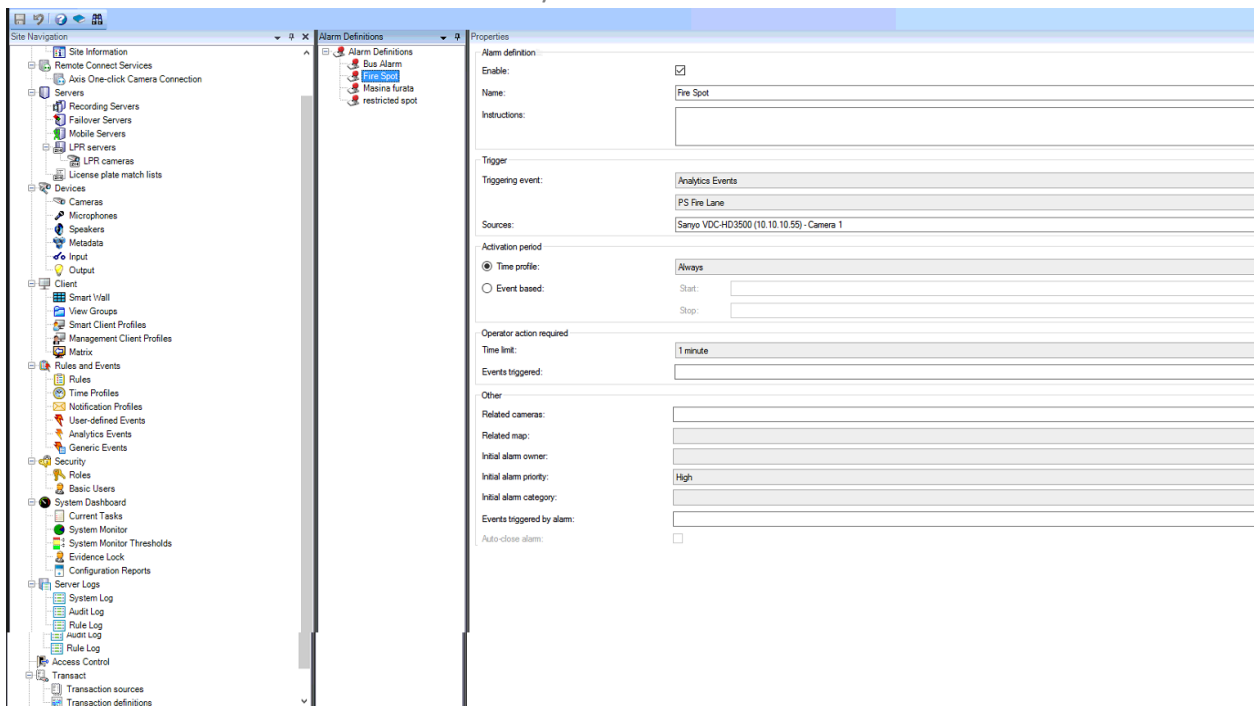 Site Navigation
Site Information
Remote Connect Services
Axis One-click Camera Connection
Servers
Recording Servers
Failover Servers
Mobile Servers
LPR servers
LPR cameras
License plate match lists
Devices
Cameras
Microphones
Speakers
Metadata
Input
Output
Client
Smart Wall
View Groups
Smart Client Profiles
Management Client Profiles
Matrix
Rules and Events
Rules
Time Profiles
Notification Profiles
User-defined Events
Analytics Events
Generic Events
Security
Roles
Basic Users
System Dashboard
Current Tasks
System Monitor
System Monitor Thresholds
Evidence Lock
Configuration Reports
Server Logs
System Log
Audit Log
Rule Log
Audit Log
Rule Log
Access Control
Transact
Transaction sources
Transaction definitions
Alarm Definitions
Alarm Definitions
Bus Alarm
Fire Spot
Masina furata
restricted spot
Properties
Alarm definition
Enable:
Name: Fire Spot
Instructions:
Trigger
Triggering event: Analytics Events
PS Fire Lane
Sources: Sanyo VDC-HD3500 (10.10.10.55) - Camera 1
Activation period
Time profile: Always
Event based: Start:
Stop:
Operator action required
Time limit: 1 minute
Events triggered:
Other
Related cameras:
Related map:
Initial alarm owner:
Initial alarm priority: High
Initial alarm category:
Events triggered by alarm:
Auto-close alarm: